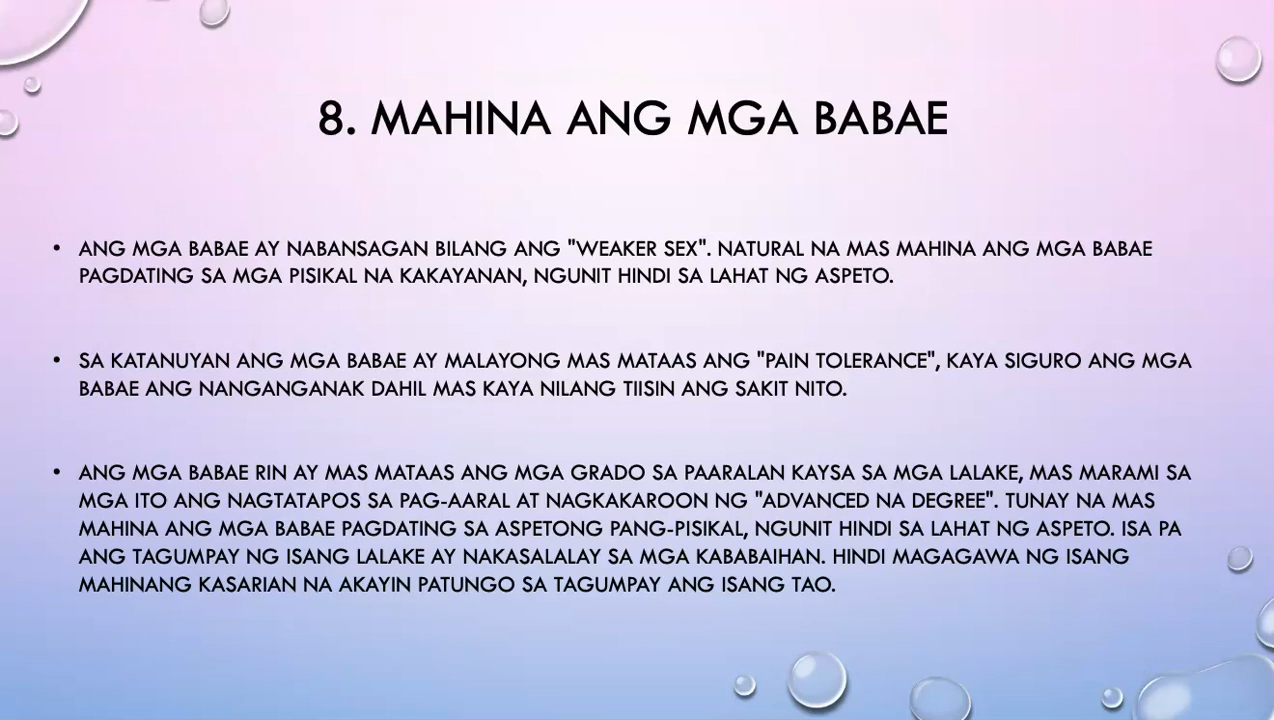 8. MAHINA ANG MGA BABAE
• ANG MGA BABAE AY NABANSAGAN BILANG ANG "WEAKER SEX". NATURAL NA MAS MAHINA ANG MGA BABAE
PAGDATING SA MGA PISIKAL NA KAKAYANAN, NGUNIT HINDI SA LAHAT NG ASPETO.
• SA KATANUYAN ANG MGA BABAE AY MALAYONG MAS MATAAS ANG "PAIN TOLERANCE", KAYA SIGURO ANG MGA
BABAE ANG NANGANGANAK DAHIL MAS KAYA NILANG TIISIN ANG SAKIT NITO.
• ANG MGA BABAE RIN AY MAS MATAAS ANG MGA GRADO SA PAARALAN KAYSA SA MGA LALAKE, MAS MARAMI SA
MGA ITO ANG NAGTATAPOS SA PAG-AARAL AT NAGKAKAROON NG "ADVANCED NA DEGREE". TUNAY NA MAS
MAHINA ANG MGA BABAE PAGDATING SA ASPETONG PANG-PISIKAL, NGUNIT HINDI SA LAHAT NG ASPETO. ISA PA
ANG TAGUMPAY NG ISANG LALAKE AY NAKASALALAY SA MGA KABABAIHAN. HINDI MAGAGAWA NG ISANG
MAHINANG KASARIAN NA AKAYIN PATUNGO SA TAGUMPAY ANG ISANG TAO.